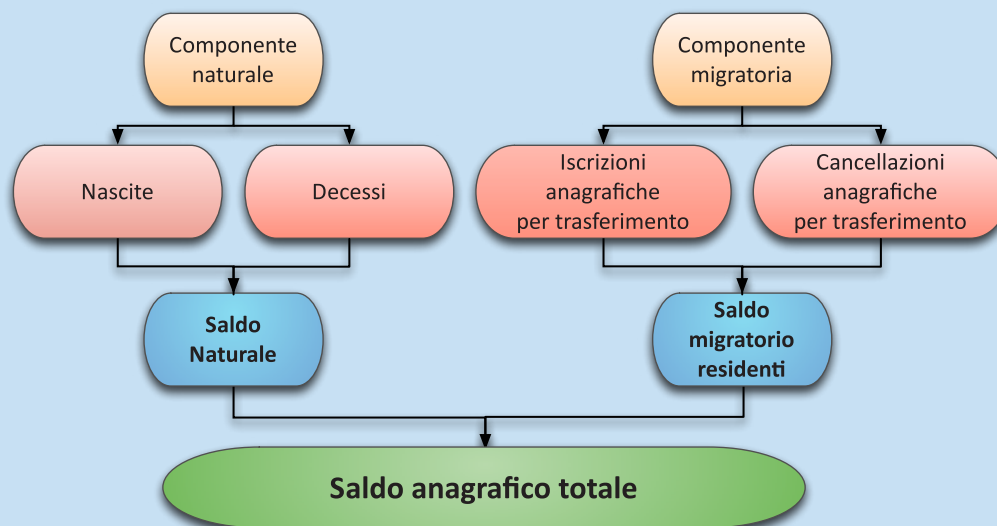 Componente
naturale
Componente
migratoria
Nascite
Decessi
Iscrizioni
anagrafiche
per trasferimento
Cancellazioni
anagrafiche
per trasferimento
Saldo
Naturale
Saldo
migratorio
residenti
Saldo anagrafico totale